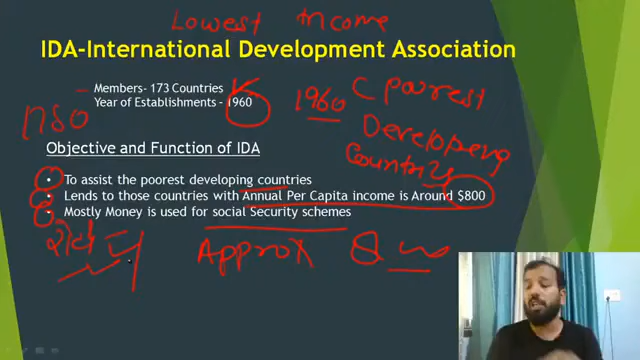 Lowest Income
IDA-International Development Association
Members- 173 Countries
Year of Establishments - 1960
1960
Poorest
Developing
Countries
Objective and Function of IDA
To assist the poorest developing countries
Lends to those countries with Annual Per Capita income is Around $800
Mostly Money is used for social Security schemes
Approx